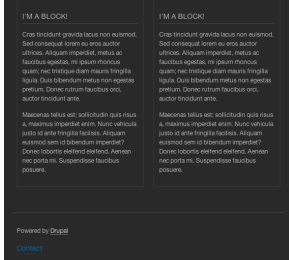 I'M A BLOCK!
Cras tincidunt gravida lacus non euismod.
Sed consequat lorem eu eros auctor
ultrices. Aliquam imperdiet, metus ac
faucibus egestas, mi ipsum rhoncus
quam; nec tristique diam mauris fringilla
ligula. Duis bibendum metus non egestas
pretium. Donec rutrum faucibus orci,
auctor tincidunt ante.
Maecenas tellus est; sollicitudin quis risus
a, maximus imperdiet enim. Nunc vehicula
justo id ante fringilla facilisis. Aliquam
euismod sem id bibendum imperdiet?
Donec lobortis eleifend eleifend. Aenean
nec porta mi. Suspendisse faucibus
posuere.
I'M A BLOCK!
Cras tincidunt gravida lacus non euismod.
Sed consequat lorem eu eros auctor
ultrices. Aliquam imperdiet, metus ac
faucibus egestas, mi ipsum rhoncus
quam; nec tristique diam mauris fringilla
ligula. Duis bibendum metus non egestas
pretium. Donec rutrum faucibus orci,
auctor tincidunt ante.
Maecenas tellus est; sollicitudin quis risus
a, maximus imperdiet enim. Nunc vehicula
justo id ante fringilla facilisis. Aliquam
euismod sem id bibendum imperdiet?
Donec lobortis eleifend eleifend. Aenean
nec porta mi. Suspendisse faucibus
posuere.
Powered by Drupal
Contact